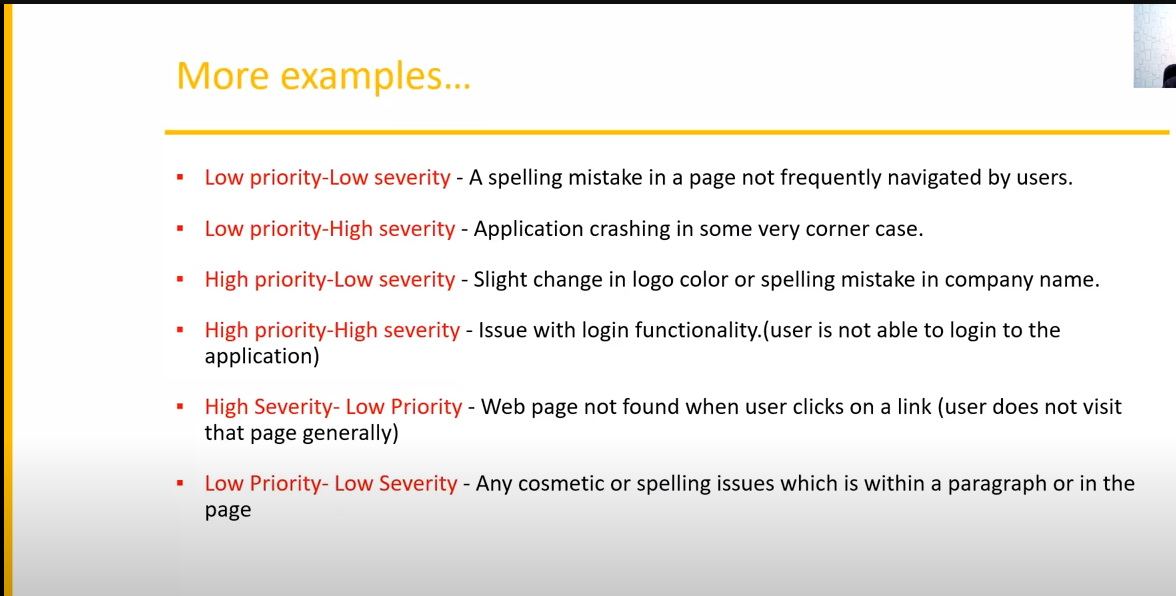 More examples...
▪ Low priority-Low severity - A spelling mistake in a page not frequently navigated by users.
▪ Low priority-High severity - Application crashing in some very corner case.
▪ High priority-Low severity - Slight change in logo color or spelling mistake in company name.
▪ High priority-High severity - Issue with login functionality.(user is not able to login to the
application)
▪ High Severity- Low Priority - Web page not found when user clicks on a link (user does not visit
that page generally)
▪ Low Priority- Low Severity - Any cosmetic or spelling issues which is within a paragraph or in the
page